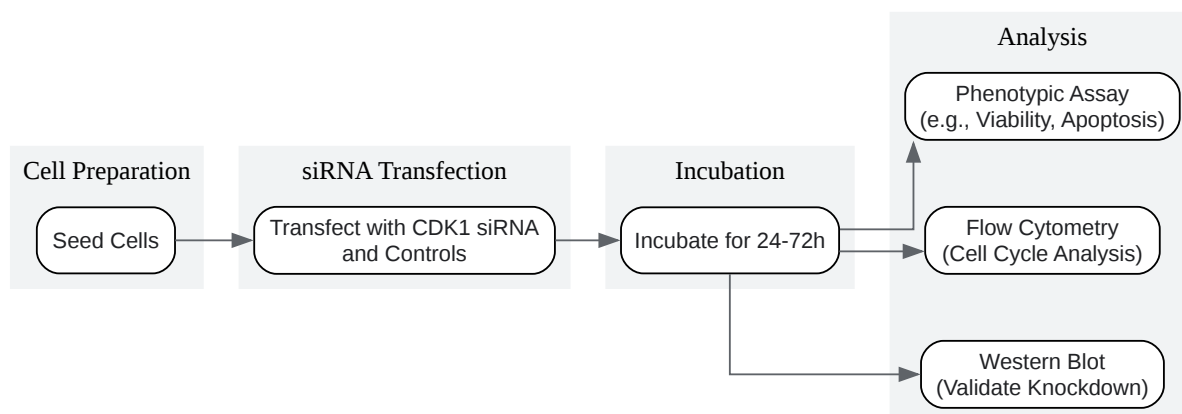 Cell Preparation
Seed Cells
siRNA Transfection
Transfect with CDK1 siRNA
and Controls
Incubation
Incubate for 24-72h
Analysis
Phenotypic Assay
(e.g., Viability, Apoptosis)
Flow Cytometry
(Cell Cycle Analysis)
Western Blot
(Validate Knockdown)